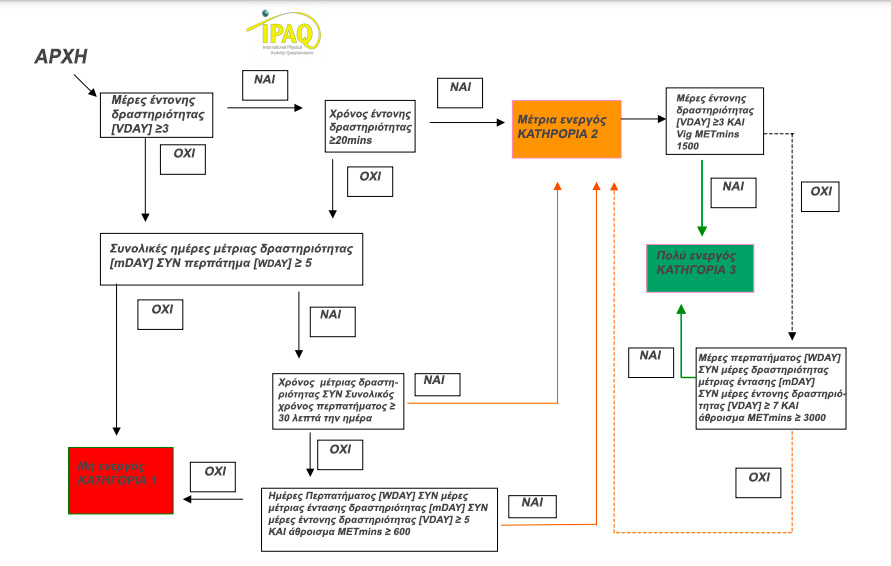 iPAQ
International Physical
Activity Questionnaire
ΑΡΧΗ
Μέρες έντονης
δραστηριότητας
[VDAY] ≥3
ΝΑΙ
Χρόνος έντονης
δραστηριότητας
≥20mins
ΝΑΙ
Μέτρια ενεργός
ΚΑΤΗΡΟΡΙΑ 2
Μέρες έντονης
δραστηριότητας
[VDAY] ≥3 ΚΑΙ
Vig METmins
1500
ΟΧΙ
ΟΧΙ
ΝΑΙ
ΟΧΙ
Συνολικές ημέρες μέτριας δραστηριότητας
[mDAY] ΣΥΝ περπάτημα [WDAY] ≥ 5
Πολύ ενεργός
ΚΑΤΗΓΟΡΙΑ 3
ΟΧΙ
ΝΑΙ
ΝΑΙ
Μέρες περπατήματος [WDAY]
ΣΥΝ μέρες δραστηριότητας
μέτριας έντασης [mDAY]
ΣΥΝ μέρες έντονης δραστηριό-
τητας [VDAY] ≥ 7 ΚΑΙ
άθροισμα METmins ≥ 3000
Χρόνος μέτριας δραστη-
ριότητας ΣΥΝ Συνολικός
χρόνος περπατήματος ≥
30 λεπτά την ημέρα
ΝΑΙ
ΟΧΙ
Μη ενεργός
ΚΑΤΗΓΟΡΙΑ 1
ΟΧΙ
ΟΧΙ
Ημέρες Περπατήματος [WDAY] ΣΥΝ μέρες
μέτριας έντασης δραστηριότητας [mDAY] ΣΥΝ
μέρες έντονης δραστηριότητας [VDAY] ≥ 5
ΚΑΙ άθροισμα METmins ≥ 600
ΝΑΙ